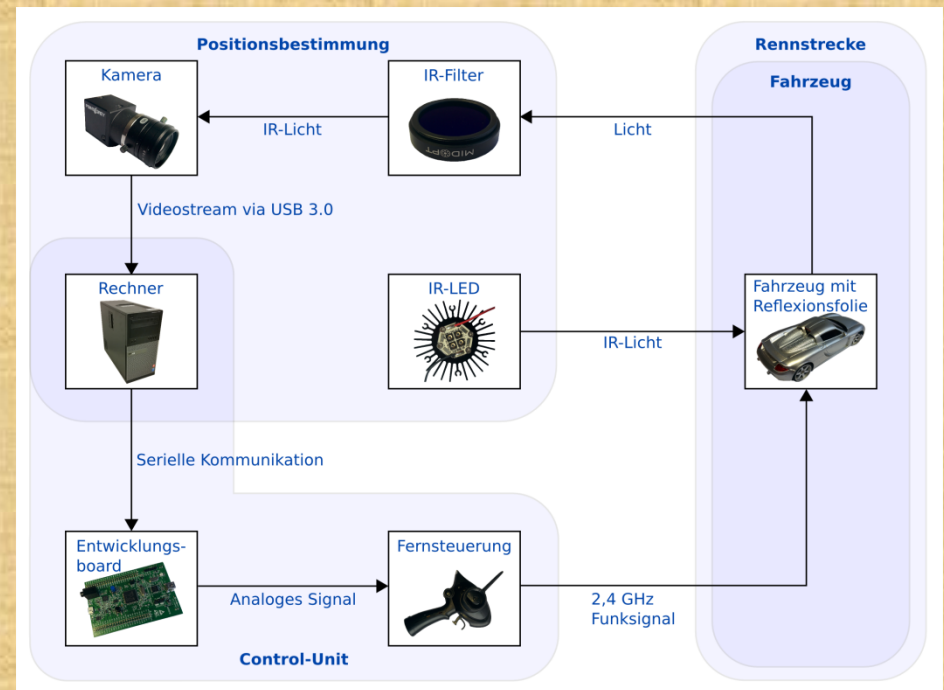 Positionsbestimmung
Rennstrecke
Kamera
IR-Filter
Fahrzeug
IR-Licht
Licht
MIDOPT
Videostream via USB 3.0
Rechner
IR-LED
Fahrzeug mit
Reflexionsfolie
IR-Licht
Serielle Kommunikation
Entwicklungs-
board
Fernsteuerung
Analoges Signal
2,4 GHz
Funksignal
Control-Unit